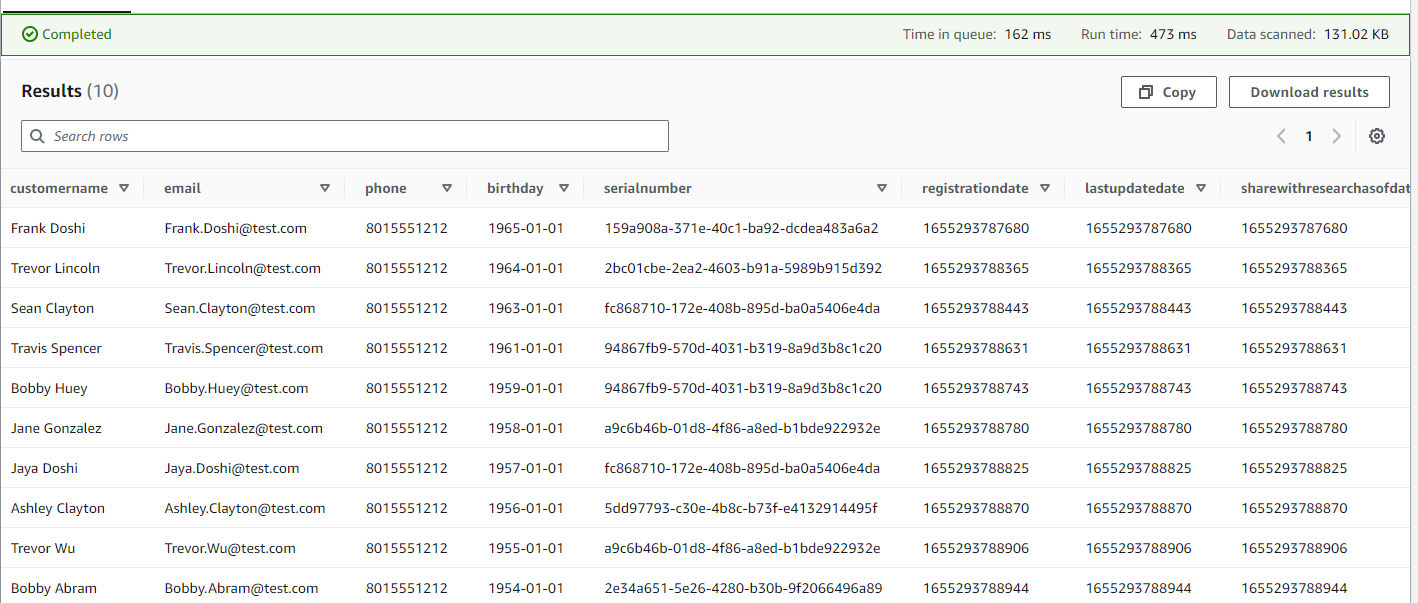 Completed Time in queue: 162 ms Run time: 473 ms Data scanned: 131.02 KB
Results (10) Copy Download results
Search rows 1
customername email phone birthday serialnumber registrationdate lastupdatedate sharewithresearchasofdat
Frank Doshi Frank.Doshi@test.com 8015551212 1965-01-01 159a908a-371e-40c1-ba92-dcdea483a6a2 1655293787680 1655293787680 1655293787680
Trevor Lincoln Trevor.Lincoln@test.com 8015551212 1964-01-01 2bc01cbe-2ea2-4603-b91a-5989b915d392 1655293788365 1655293788365 1655293788365
Sean Clayton Sean.Clayton@test.com 8015551212 1963-01-01 fc868710-172e-408b-895d-ba0a5406e4da 1655293788443 1655293788443 1655293788443
Travis Spencer Travis.Spencer@test.com 8015551212 1961-01-01 94867fb9-570d-4031-b319-8a9d3b8c1c20 1655293788631 1655293788631 1655293788631
Bobby Huey Bobby.Huey@test.com 8015551212 1959-01-01 94867fb9-570d-4031-b319-8a9d3b8c1c20 1655293788743 1655293788743 1655293788743
Jane Gonzalez Jane.Gonzalez@test.com 8015551212 1958-01-01 a9c6b46b-01d8-4f86-a8ed-b1bde922932e 1655293788780 1655293788780 1655293788780
Jaya Doshi Jaya.Doshi@test.com 8015551212 1957-01-01 fc868710-172e-408b-895d-ba0a5406e4da 1655293788825 1655293788825 1655293788825
Ashley Clayton Ashley.Clayton@test.com 8015551212 1956-01-01 5dd97793-c30e-4b8c-b73f-e4132914495f 1655293788870 1655293788870 1655293788870
Trevor Wu Trevor.Wu@test.com 8015551212 1955-01-01 a9c6b46b-01d8-4f86-a8ed-b1bde922932e 1655293788906 1655293788906 1655293788906
Bobby Abram Bobby.Abram@test.com 8015551212 1954-01-01 2e34a651-5e26-4280-b30b-9f2066496a89 1655293788944 1655293788944 1655293788944